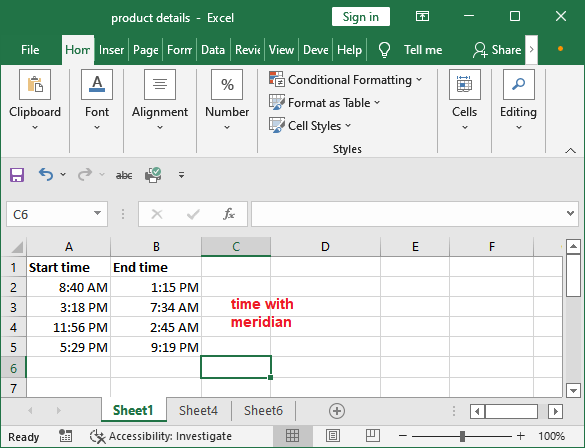 product details - Excel Sign in
File Hom Inser Page Form Data Revie View Deve Help Tell me Share
Clipboard Font Alignment Number Conditional Formatting Format as Table Cell Styles Cells Editing
A %
Styles
abc
C6 fx
A B C D E F
1 Start time End time
2 8:40 AM 1:15 PM
3 3:18 PM 7:34 AM
4 11:56 PM 2:45 AM
5 5:29 PM 9:19 PM
6
7
time with
meridian
Sheet1 Sheet4 Sheet6
Ready Accessibility: Investigate 100%